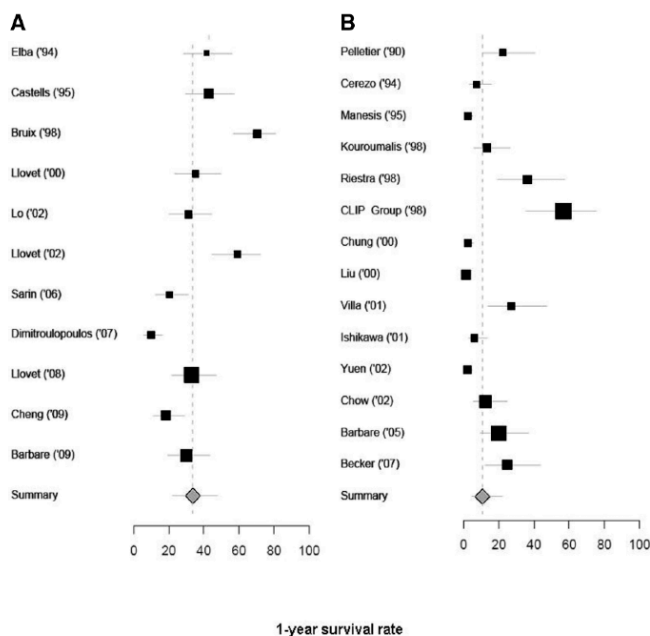 A
Elba ('94)
Castells ('95)
Bruix ('98)
Llovet ('00)
Lo ('02)
Llovet ('02)
Sarin ('06)
Dimitroulopoulos ('07)
Llovet ('08)
Cheng ('09)
Barbare ('09)
Summary
0 20 40 60 80 100
B
Pelletier ('90)
Cerezo ('94)
Manesis ('95)
Kouroumalis ('98)
Riestra ('98)
CLIP Group ('98)
Chung ('00)
Liu ('00)
Villa ('01)
Ishikawa ('01)
Yuen ('02)
Chow ('02)
Barbare ('05)
Becker ('07)
Summary
0 20 40 60 80 100
1-year survival rate